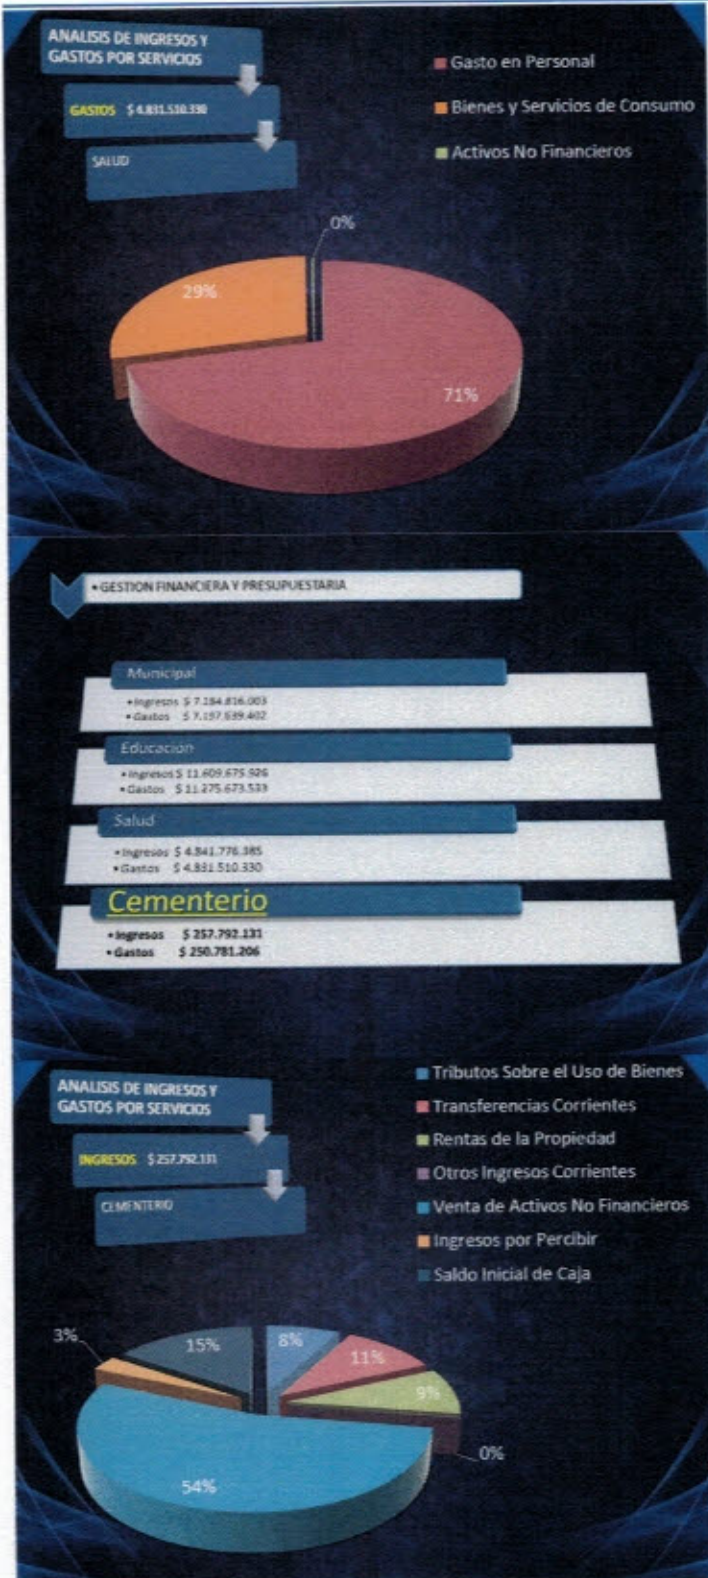 ANALISIS DE INGRESOS Y
GASTOS POR SERVICIOS
GASTOS $ 4.831.510.330
SALUD
Gasto en Personal
Bienes y Servicios de Consumo
Activos No Financieros
0%
29%
71%
• GESTION FINANCIERA Y PRESUPUESTARIA
Municipal
• Ingresos $ 7.184.816.003
• Gastos $ 7.197.639.402
Educacion
• Ingresos $ 11.609.675.926
• Gastos $ 11.275.673.533
Salud
• Ingresos $ 4.841.776.385
• Gastos $ 4.831.510.330
Cementerio
• Ingresos $ 257.792.131
• Gastos $ 250.781.206
ANALISIS DE INGRESOS Y
GASTOS POR SERVICIOS
INGRESOS $ 257.792.131
CEMENTERIO
Tributos Sobre el Uso de Bienes
Transferencias Corrientes
Rentas de la Propiedad
Otros Ingresos Corrientes
Venta de Activos No Financieros
Ingresos por Percibir
Saldo Inicial de Caja
3%
15%
8%
11%
9%
0%
54%